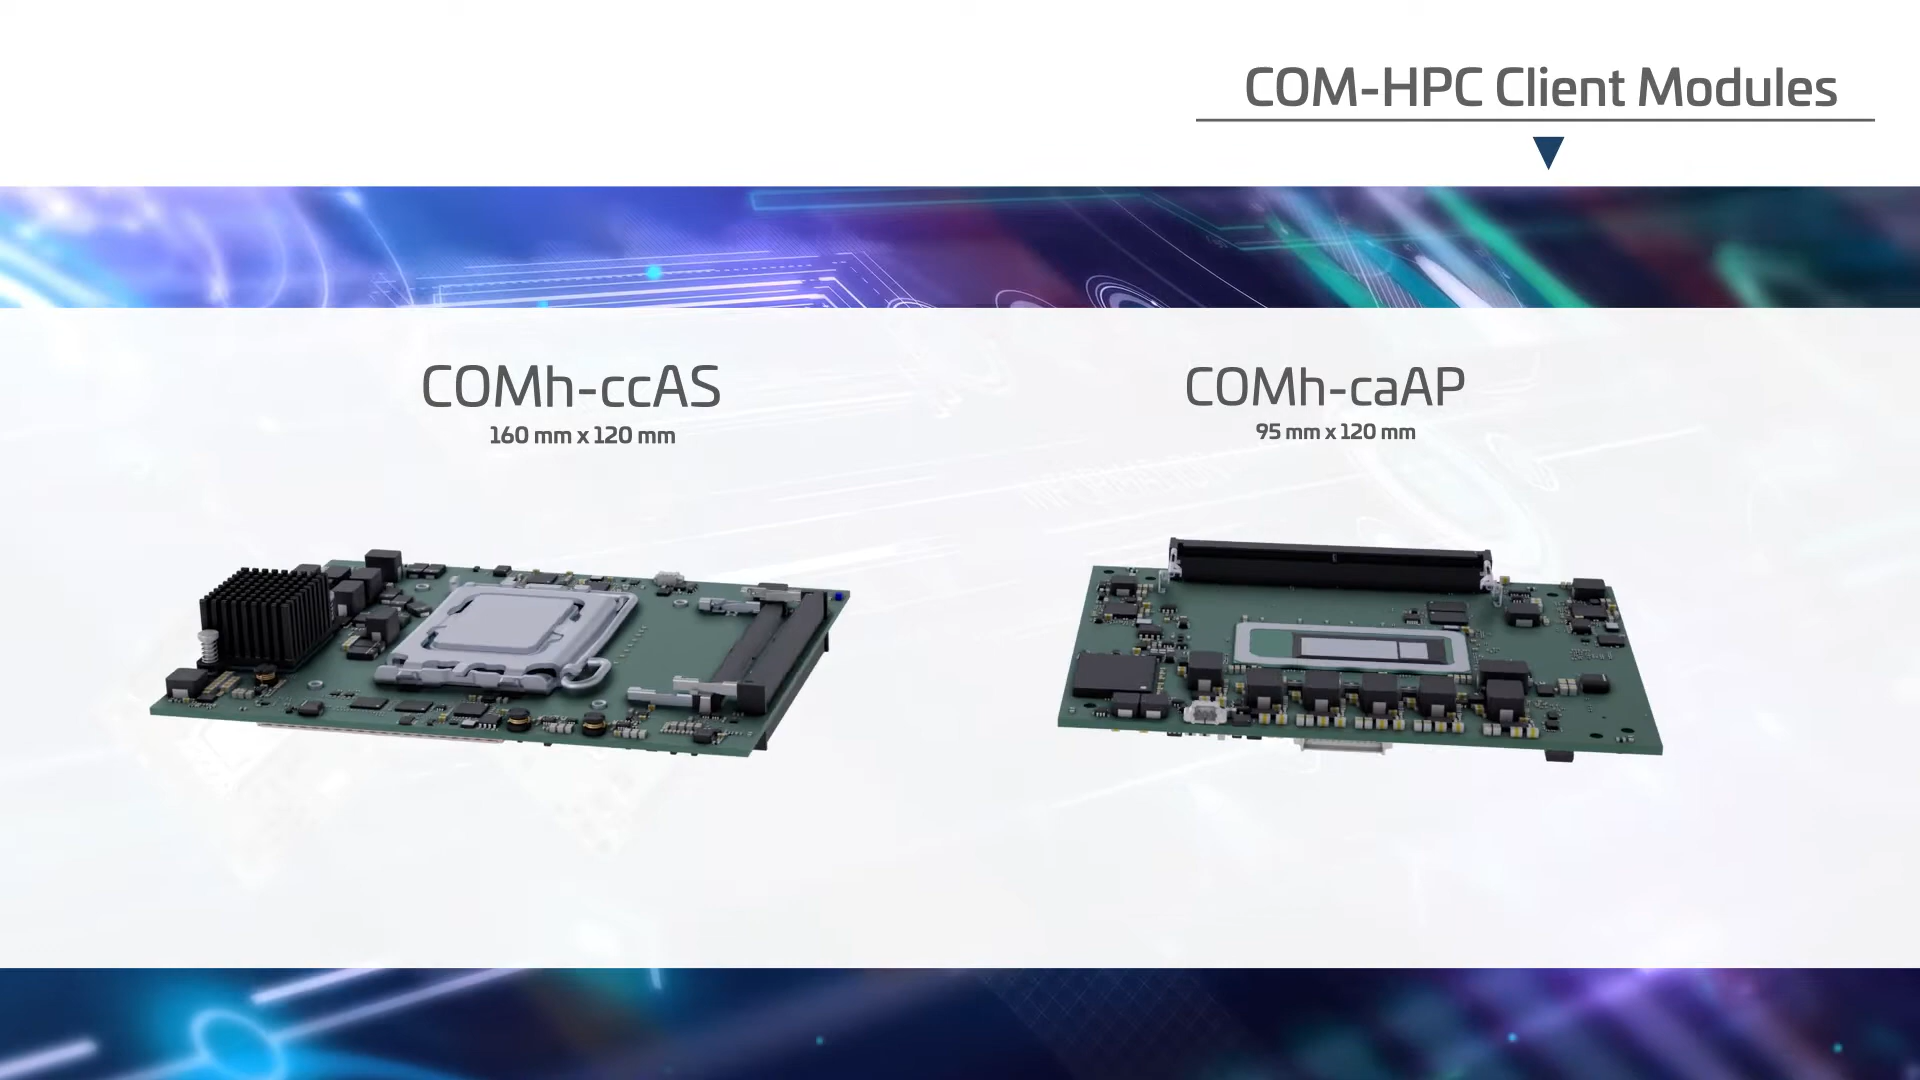 COM-HPC Client Modules
COMh-ccAS
160 mm x 120 mm
COMh-caAP
95 mm x 120 mm